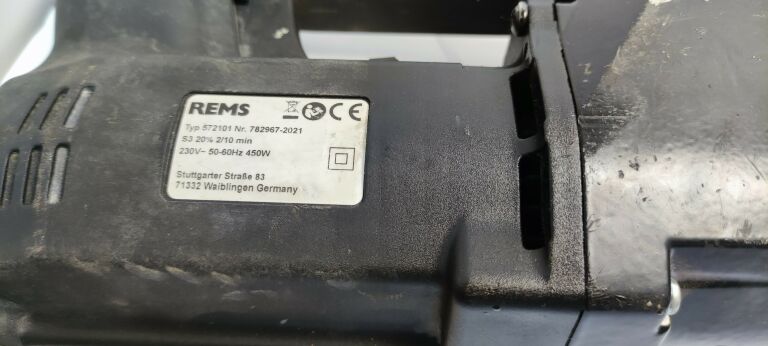 REMS CE
Typ 572101 Nr. 782967-2021
S3 20% 2/10 min
230V~ 50-60Hz 450W
Stuttgarter Straße 83
71332 Waiblingen Germany